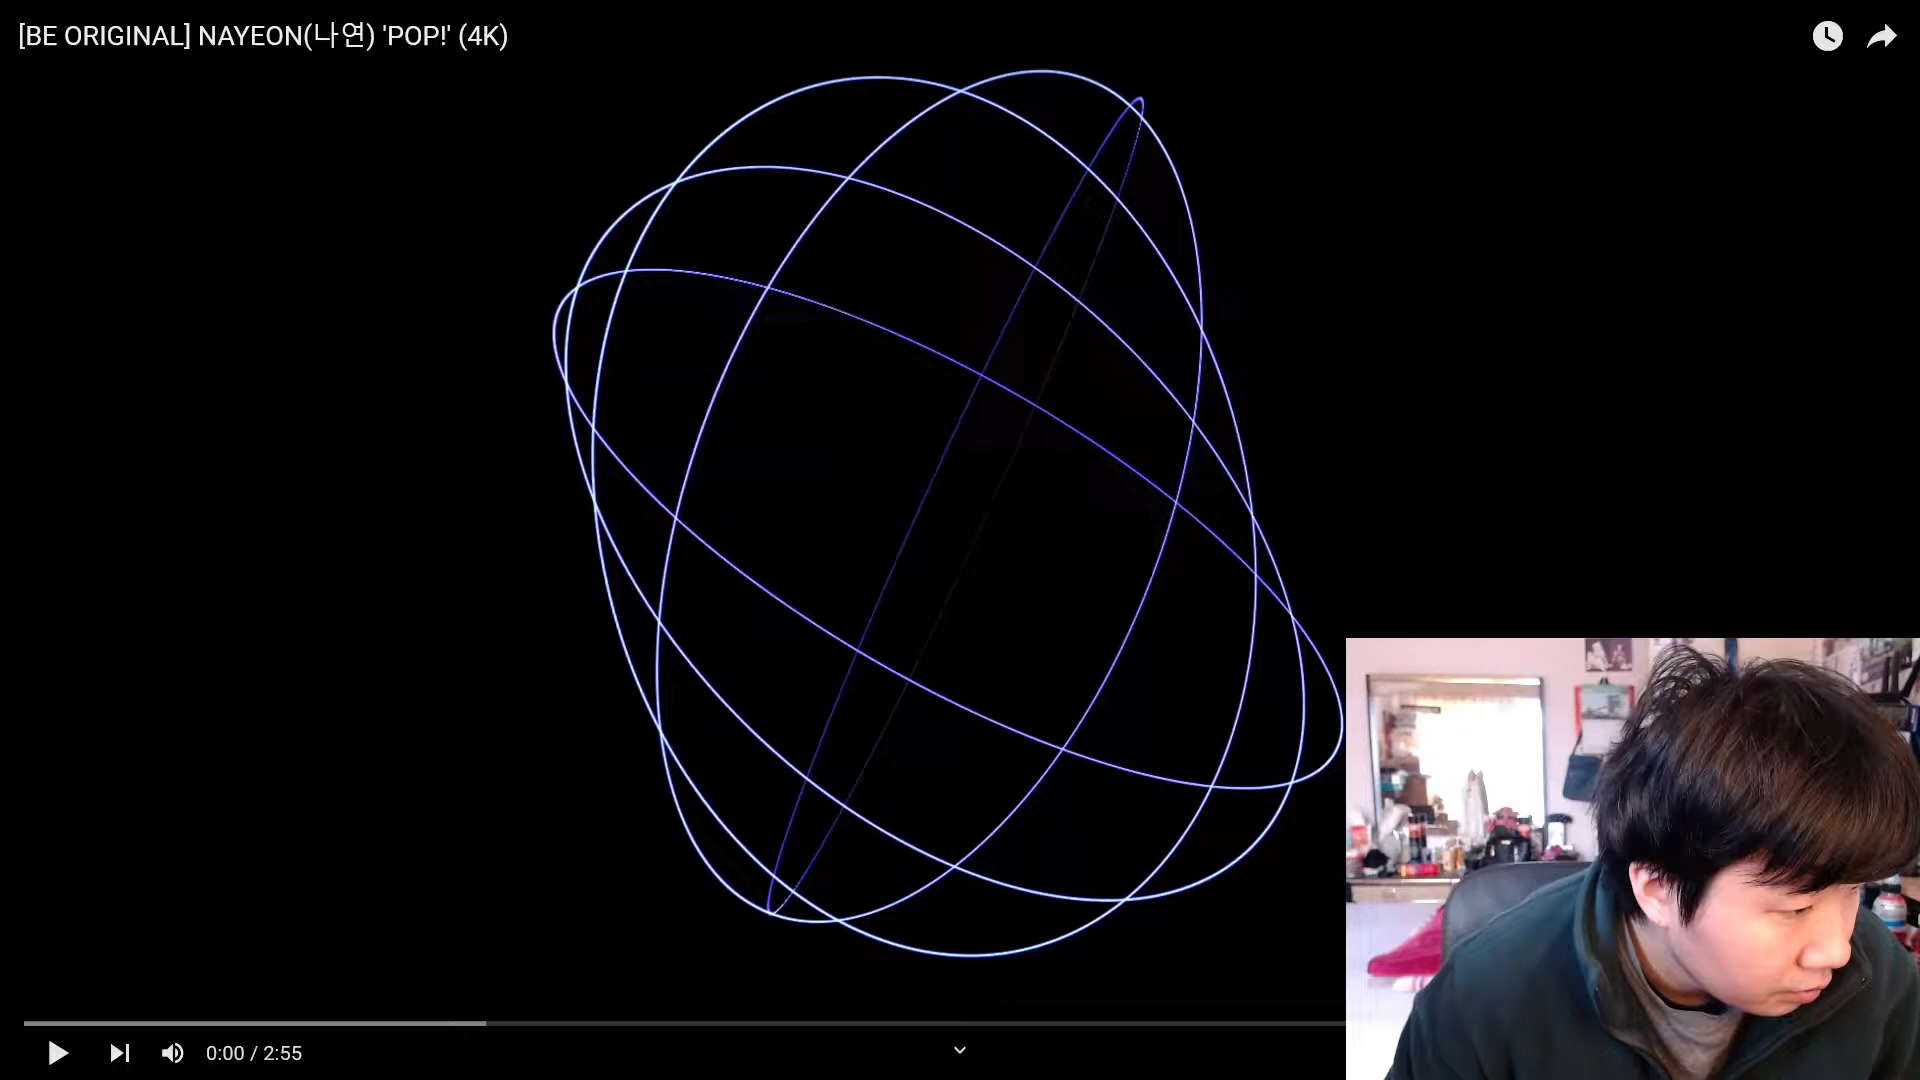 [BE ORIGINAL] NAYEON(나연) 'POP!' (4K)
0:00 / 2:55